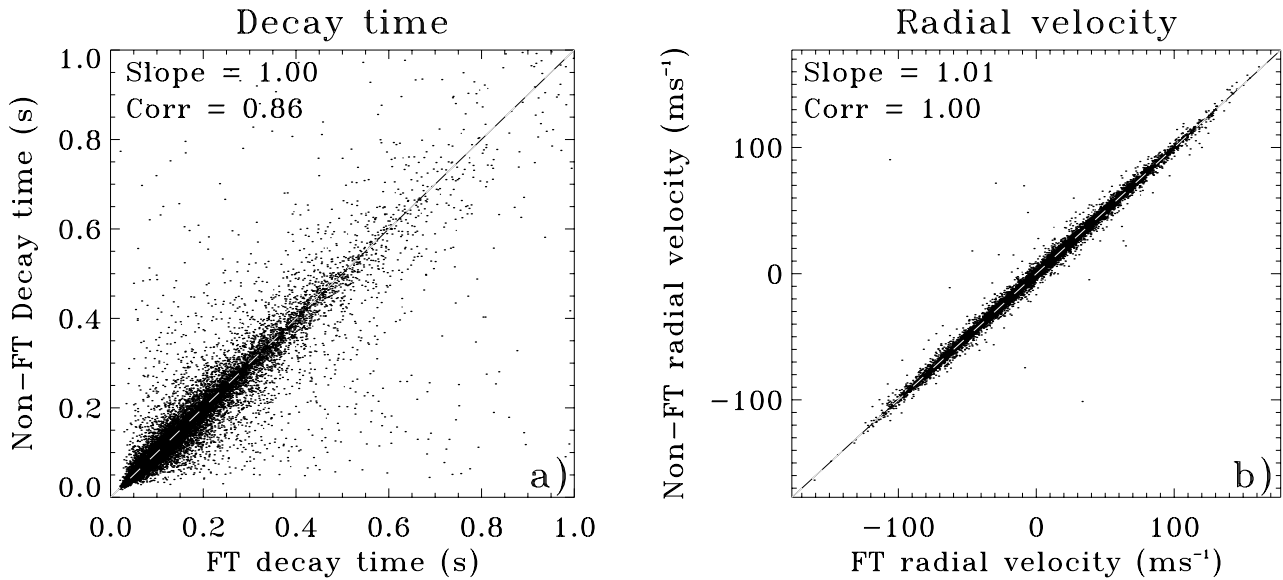 Decay time
Slope = 1.00
Corr = 0.86
Non−FT Decay time (s)
1.0
0.8
0.6
0.4
0.2
0.0
a)
0.0 0.2 0.4 0.6 0.8 1.0
FT decay time (s)
Radial velocity
Slope = 1.01
Corr = 1.00
Non−FT radial velocity (ms⁻¹)
100
0
−100
b)
−100 0 100
FT radial velocity (ms⁻¹)